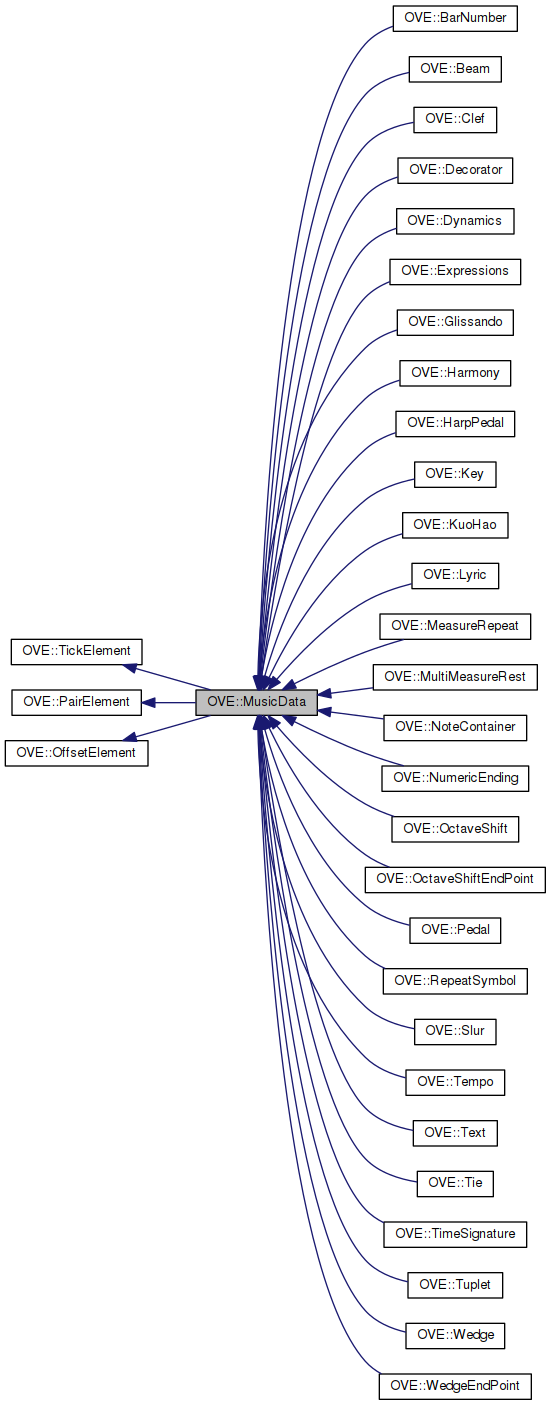 OVE::BarNumber
OVE::Beam
OVE::Clef
OVE::Decorator
OVE::Dynamics
OVE::Expressions
OVE::Glissando
OVE::Harmony
OVE::HarpPedal
OVE::Key
OVE::KuoHao
OVE::Lyric
OVE::MeasureRepeat
OVE::TickElement
OVE::MultiMeasureRest
OVE::PairElement
OVE::MusicData
OVE::NoteContainer
OVE::OffsetElement
OVE::NumericEnding
OVE::OctaveShift
OVE::OctaveShiftEndPoint
OVE::Pedal
OVE::RepeatSymbol
OVE::Slur
OVE::Tempo
OVE::Text
OVE::Tie
OVE::TimeSignature
OVE::Tuplet
OVE::Wedge
OVE::WedgeEndPoint